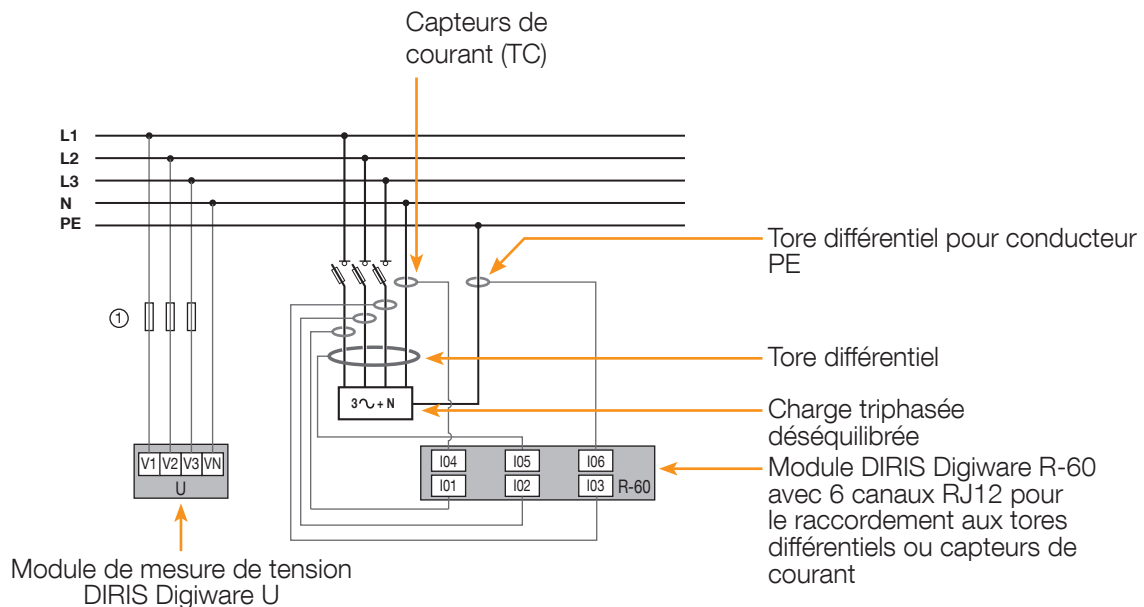 Capteurs de
courant (TC)
L1
L2
L3
N
PE
Tore différentiel pour conducteur
PE
1
Tore différentiel
3∿+N
Charge triphasée
déséquilibrée
V1 V2 V3 VN
U
I04 I05 I06
I01 I02 I03 R-60
Module DIRIS Digiware R-60
avec 6 canaux RJ12 pour
le raccordement aux tores
différentiels ou capteurs de
courant
Module de mesure de tension
DIRIS Digiware U